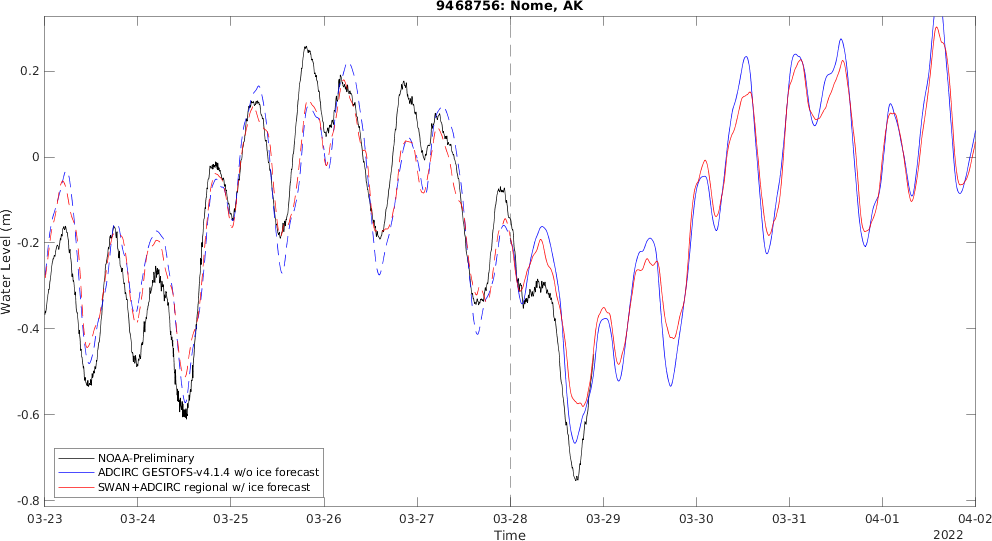 9468756: Nome, AK
Water Level (m)
0.2
0
-0.2
-0.4
-0.6
-0.8
NOAA-Preliminary
ADCIRC GESTOFS-v4.1.4 w/o ice forecast
SWAN+ADCIRC regional w/ ice forecast
03-23 03-24 03-25 03-26 03-27 03-28 03-29 03-30 03-31 04-01 04-02
Time
2022